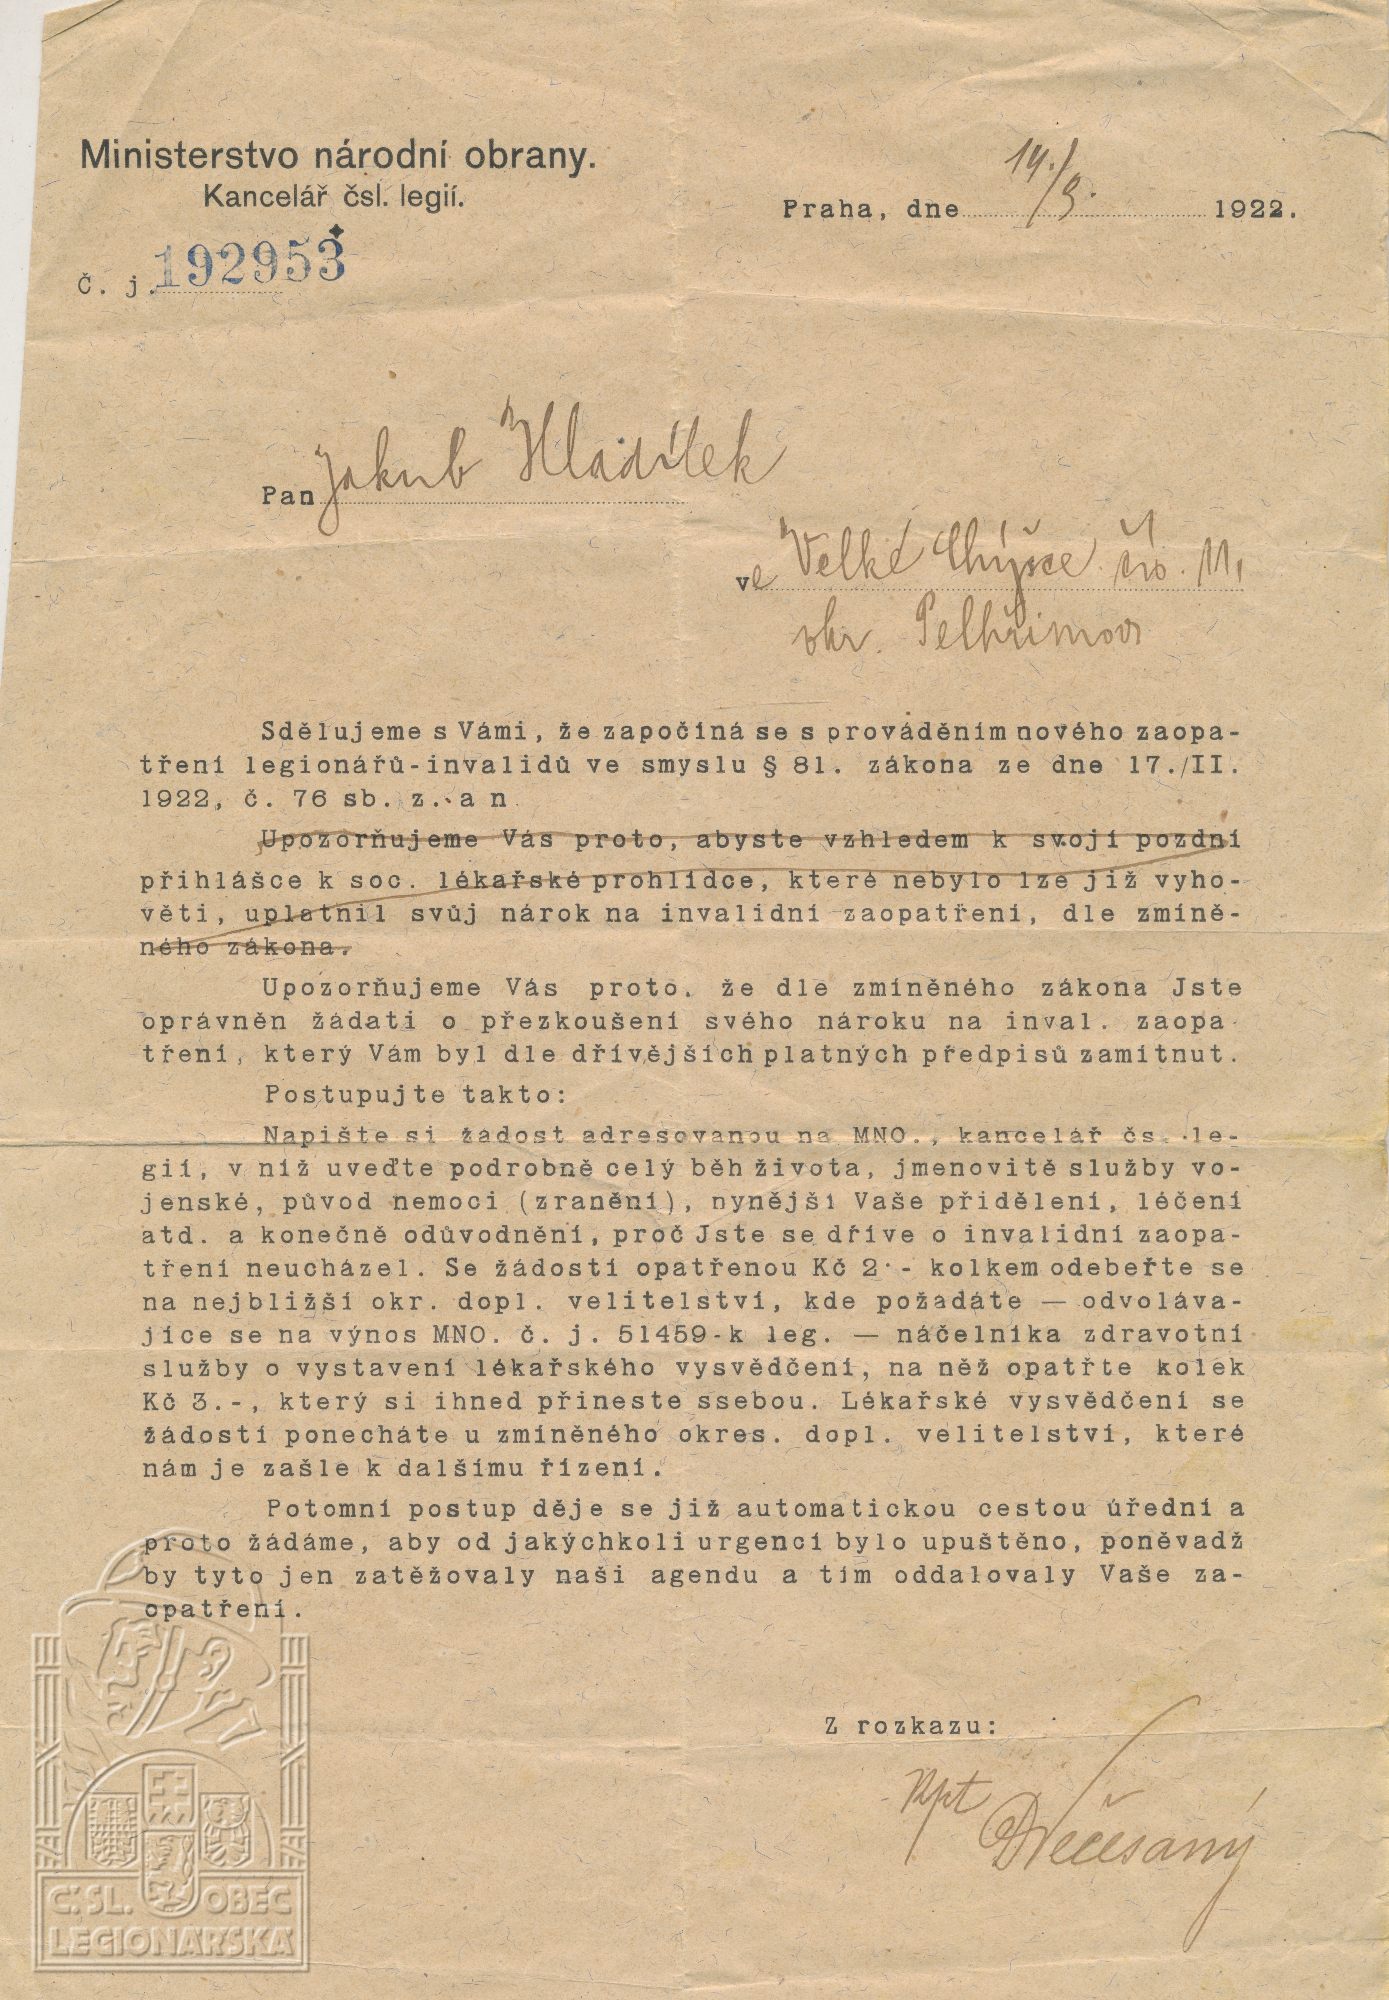 Ministerstvo národní obrany.
Kancelář čsl. legií.
Praha, dne 14./9. 1922.
Č. j. 192953
Pan Jakub Hladílek
ve Velké Chýšce čís. 11,
okr. Pelhřimov
Sdělujeme s Vámi, že započíná se s prováděním nového zaopa-
tření legionářů-invalidů ve smyslu § 81. zákona ze dne 17./II.
1922, č. 76 sb. z. a n
Upozorňujeme Vás proto, abyste vzhledem k svojí pozdní
přihlášce k soc. lékařské prohlídce, které nebylo lze již vyho-
věti, uplatnil svůj nárok na invalidní zaopatření, dle zmíně-
ného zákona.
Upozorňujeme Vás proto, že dle zmíněného zákona Jste
oprávněn žádati o přezkoušení svého nároku na inval. zaopa
tření, který Vám byl dle dřívějších platných předpisů zamítnut.
Postupujte takto:
Napište si žádost adresovanou na MNO., kancelář čs. le-
gií, v níž uveďte podrobně celý běh života, jmenovitě služby vo-
jenské, původ nemoci (zranění), nynější Vaše přidělení, léčení
atd. a konečně odůvodnění, proč Jste se dříve o invalidní zaopa-
tření neucházel. Se žádostí opatřenou Kč 2·- kolkem odebeřte se
na nejbližší okr. dopl. velitelství, kde požadáte — odvoláva-
jíce se na výnos MNO. č. j. 51459-k leg. — náčelníka zdravotní
služby o vystavení lékařského vysvědčení, na něž opatřte kolek
Kč 3.-, který si ihned přineste ssebou. Lékařské vysvědčení se
žádostí ponecháte u zmíněného okres. dopl. velitelství, které
nám je zašle k dalšímu řízení.
Potomní postup děje se již automatickou cestou úřední a
proto žádáme, aby od jakýchkoli urgencí bylo upuštěno, poněvadž
by tyto jen zatěžovaly naši agendu a tím oddalovaly Vaše za-
opatření.
Z rozkazu:
Kpt Nečesaný
Č.SL. OBEC
LEGIONÁŘSKÁ